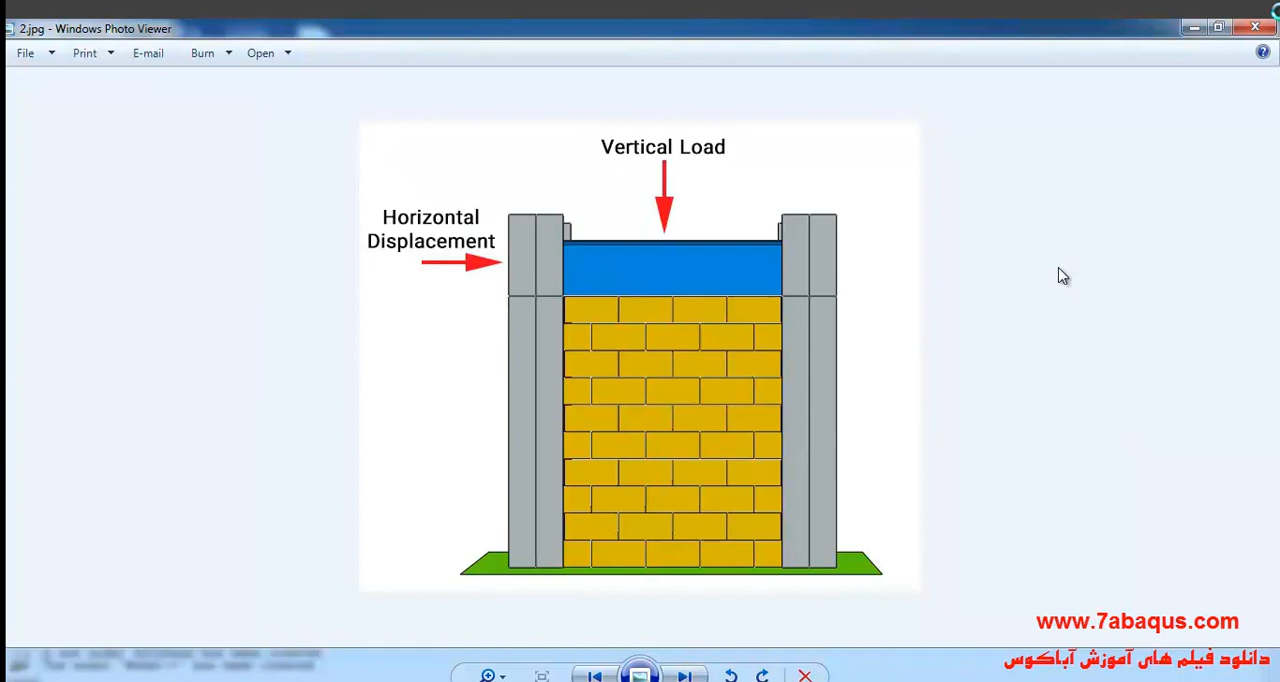 2.jpg - Windows Photo Viewer
File Print E-mail Burn Open
Vertical Load
Horizontal
Displacement
www.7abaqus.com
دانلود فیلم های آموزش آباکوس